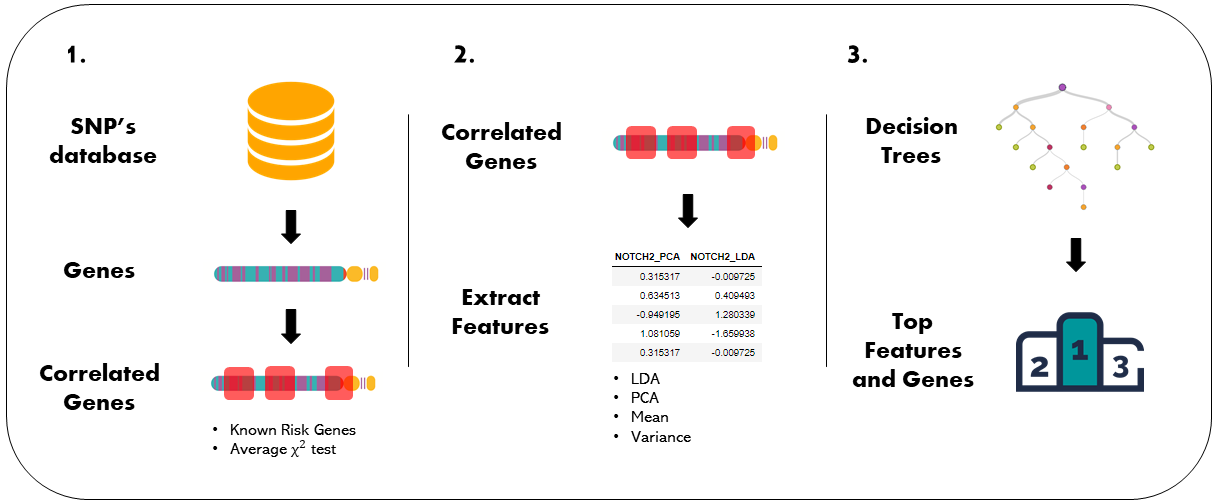 1.
SNP's
database
Genes
Correlated
Genes
• Known Risk Genes
• Average χ² test
2.
Correlated
Genes
Extract
Features
NOTCH2_PCA NOTCH2_LDA
0.315317 -0.009725
0.634513 0.409493
-0.949195 1.280339
1.081059 -1.659938
0.315317 -0.009725
• LDA
• PCA
• Mean
• Variance
3.
Decision
Trees
Top
Features
and Genes
2 1 3